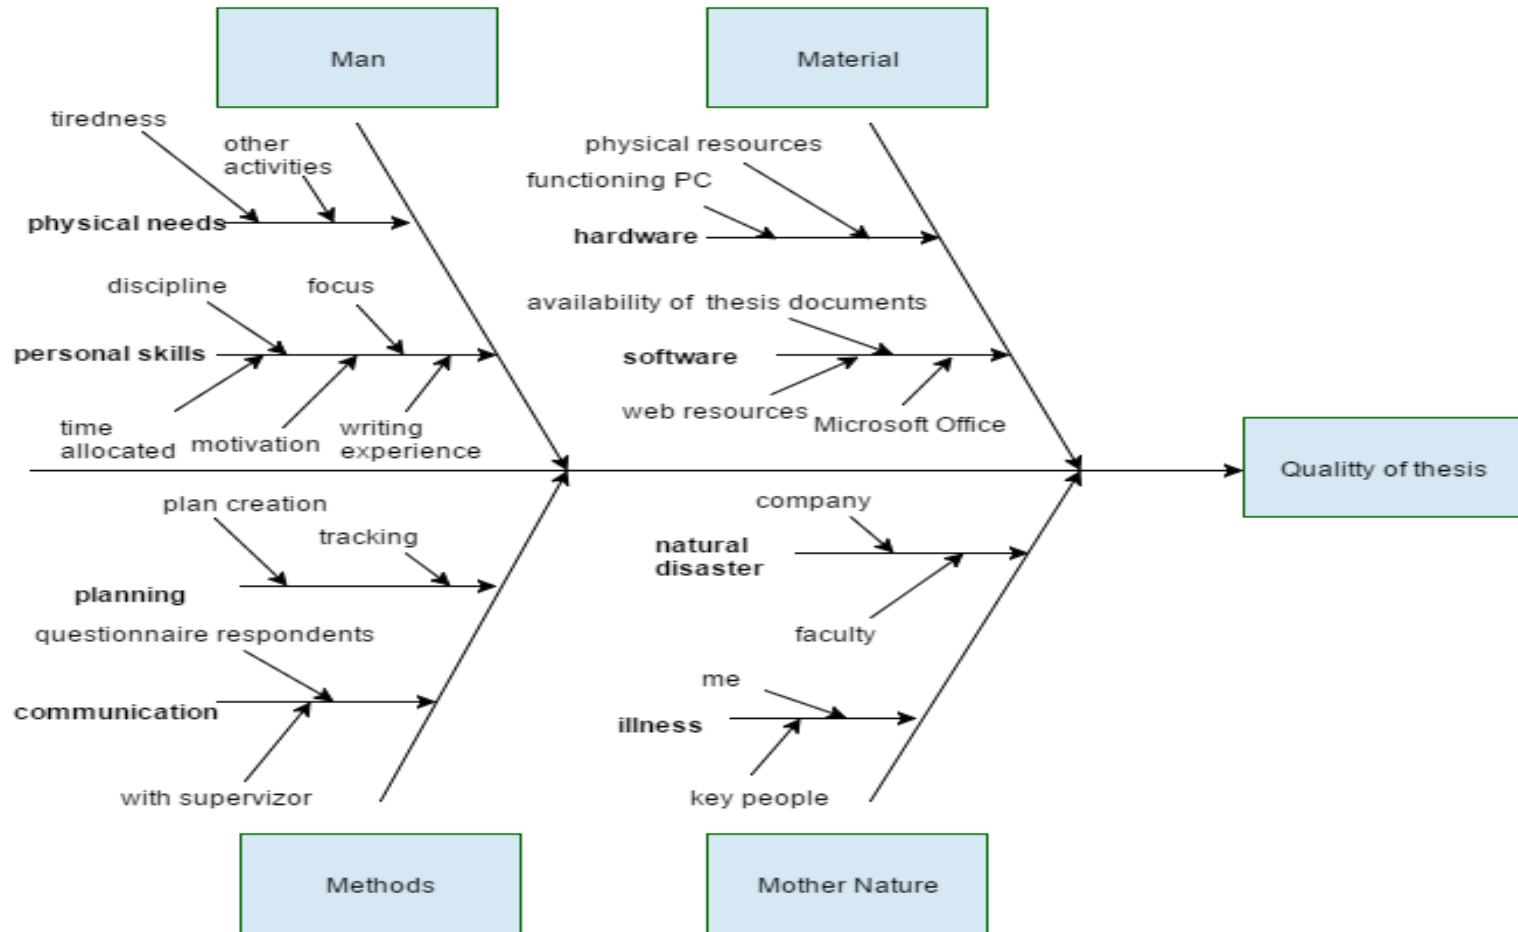 Man
Material
tiredness
other
activities
physical needs
physical resources
functioning PC
hardware
discipline
focus
personal skills
time
allocated
motivation
writing
experience
availability of thesis documents
software
web resources
Microsoft Office
Qualitty of thesis
plan creation
tracking
planning
questionnaire respondents
communication
with supervizor
company
natural
disaster
faculty
me
illness
key people
Methods
Mother Nature